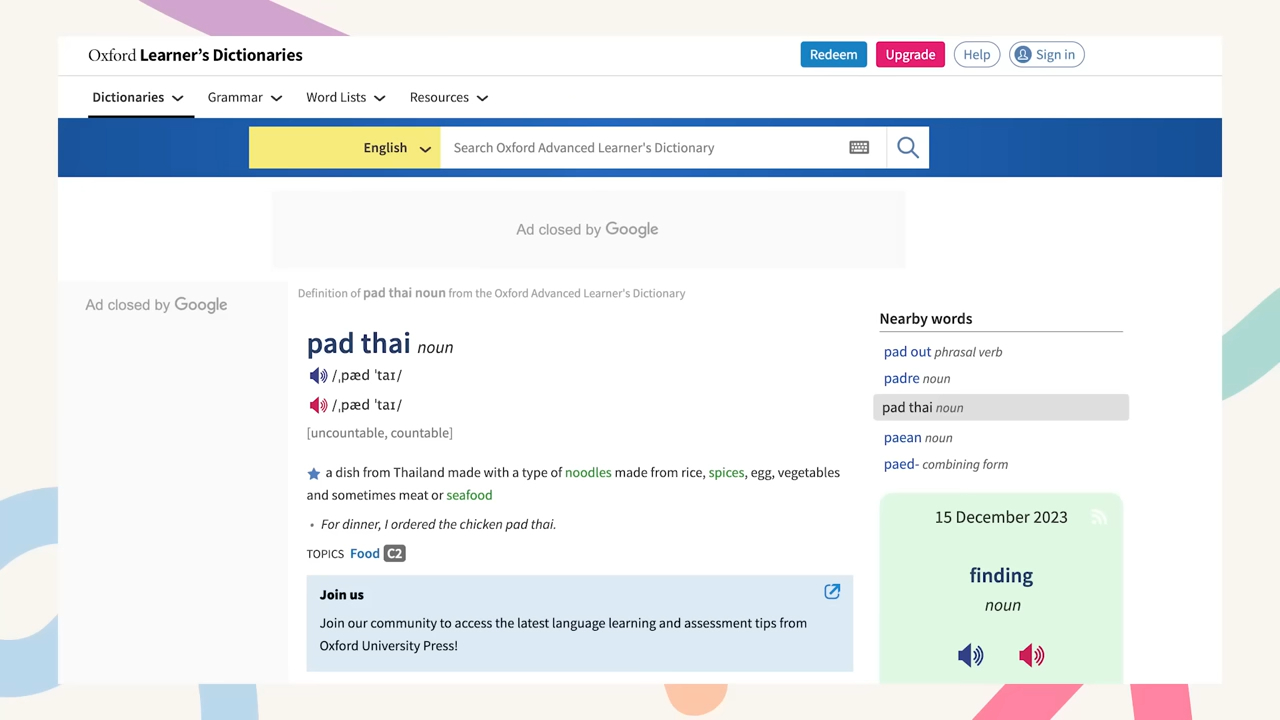 Oxford Learner's Dictionaries
Redeem
Upgrade
Help
Sign in
Dictionaries
Grammar
Word Lists
Resources
English
Search Oxford Advanced Learner's Dictionary
Ad closed by Google
Ad closed by Google
Definition of pad thai noun from the Oxford Advanced Learner's Dictionary
pad thai noun
/ˌpæd ˈtaɪ/
/ˌpæd ˈtaɪ/
[uncountable, countable]
a dish from Thailand made with a type of noodles made from rice, spices, egg, vegetables
and sometimes meat or seafood
• For dinner, I ordered the chicken pad thai.
TOPICS Food C2
Join us
Join our community to access the latest language learning and assessment tips from
Oxford University Press!
Nearby words
pad out phrasal verb
padre noun
pad thai noun
paean noun
paed- combining form
15 December 2023
finding
noun